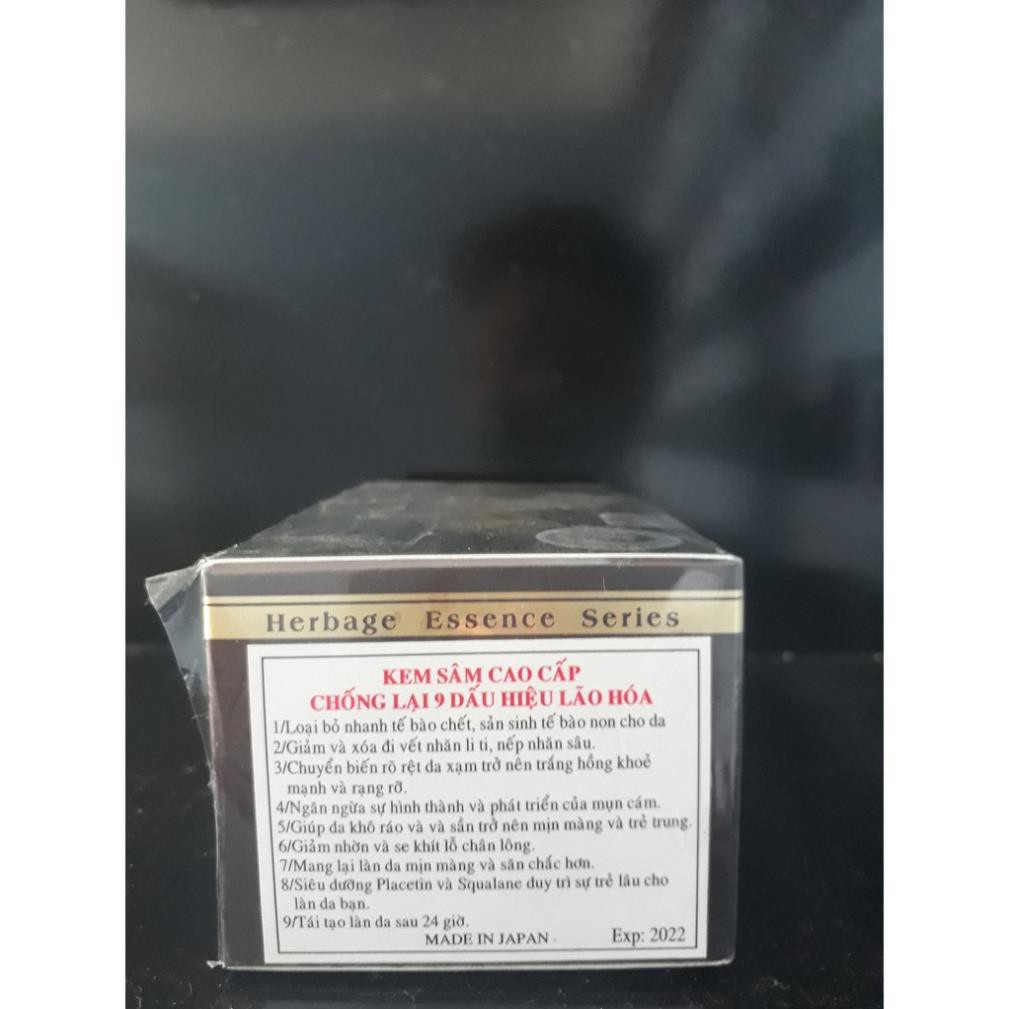 Herbage Essence Series
KEM SÂM CAO CẤP
CHỐNG LẠI 9 DẤU HIỆU LÃO HÓA
1/Loại bỏ nhanh tế bào chết, sản sinh tế bào non cho da
2/Giảm và xóa đi vết nhăn li ti, nếp nhăn sâu.
3/Chuyển biến rõ rệt da xạm trở nên trắng hồng khoẻ
mạnh và rạng rỡ.
4/Ngăn ngừa sự hình thành và phát triển của mụn cám.
5/Giúp da khô ráo và và sần trở nên mịn màng và trẻ trung.
6/Giảm nhờn và se khít lỗ chân lông.
7/Mang lại làn da mịn màng và săn chắc hơn.
8/Siêu dưỡng Placetin và Squalane duy trì sự trẻ lâu cho
làn da bạn.
9/Tái tạo làn da sau 24 giờ.
MADE IN JAPAN . Exp: 2022